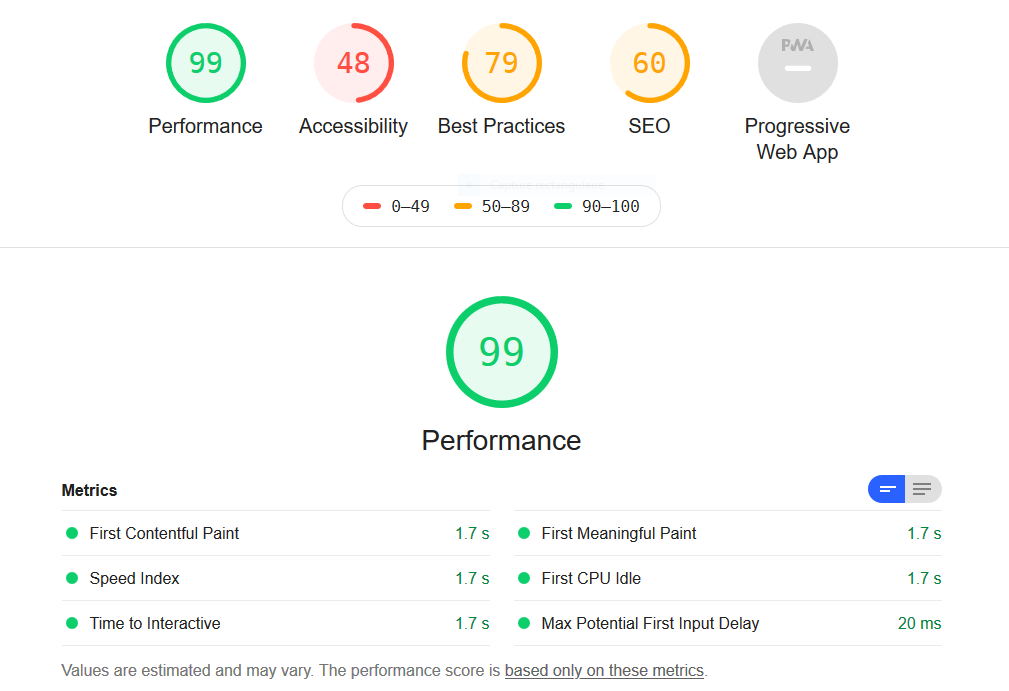 99 48 79 60 PWA
Performance Accessibility Best Practices SEO Progressive
Web App
0–49 50–89 90–100
99
Performance
Metrics
First Contentful Paint 1.7 s First Meaningful Paint 1.7 s
Speed Index 1.7 s First CPU Idle 1.7 s
Time to Interactive 1.7 s Max Potential First Input Delay 20 ms
Values are estimated and may vary. The performance score is based only on these metrics.